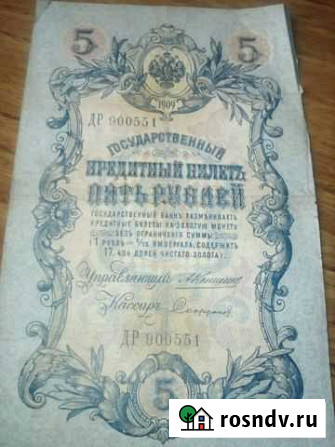 5 5
1909
ДР 900551
ГОСУДАРСТВЕННЫЙ
КРЕДИТНЫЙ БИЛЕТЪ
ПЯТЬ РУБЛЕЙ
ГОСУДАРСТВЕННЫЙ БАНКЪ РАЗМѢНИВАЕТЪ
КРЕДИТНЫЕ БИЛЕТЫ НА ЗОЛОТУЮ МОНЕТУ
БЕЗЪ ОГРАНИЧЕНІЯ СУММЫ
(1 РУБЛЬ = 1/15 ИМПЕРІАЛА, СОДЕРЖИТЪ
17,424 ДОЛЕЙ ЧИСТАГО ЗОЛОТА)
Управляющій
Кассиръ
ДР 900551
5
rosndv.ru